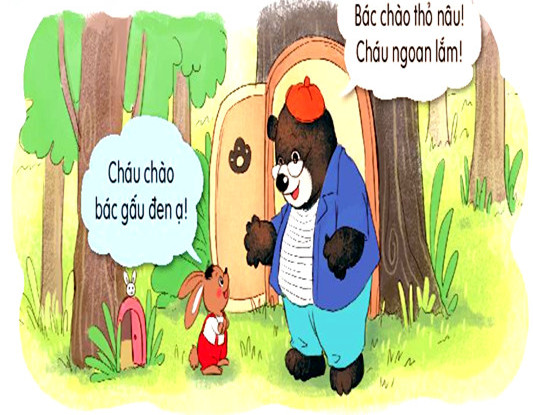 Bác chào thỏ nâu!
Cháu ngoan lắm!
Cháu chào
bác gấu đen ạ!